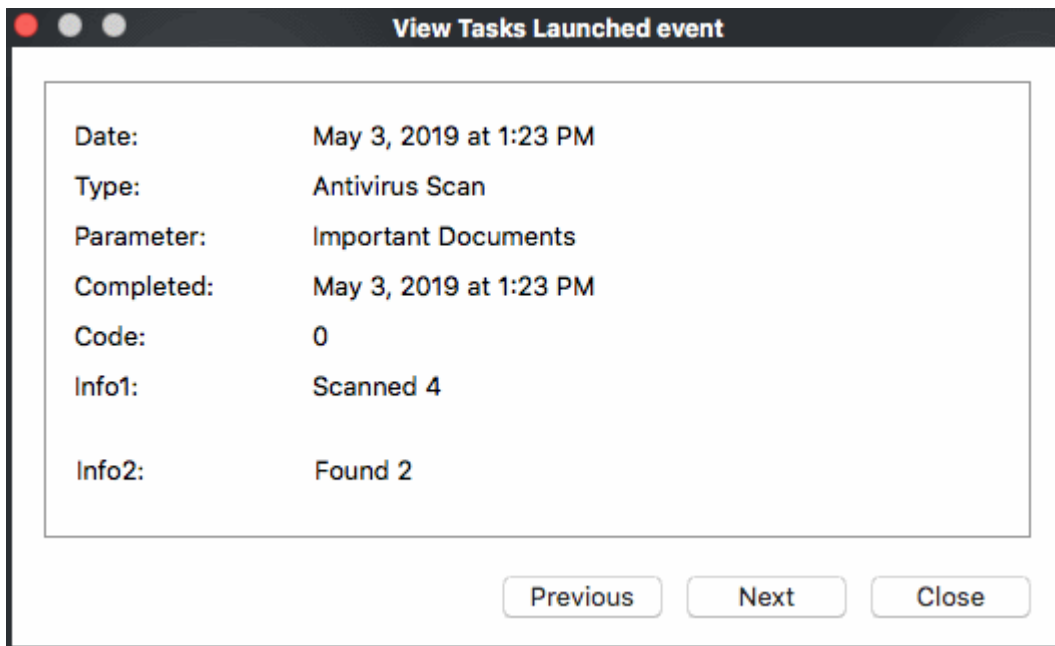 View Tasks Launched event
Date: May 3, 2019 at 1:23 PM
Type: Antivirus Scan
Parameter: Important Documents
Completed: May 3, 2019 at 1:23 PM
Code: 0
Info1: Scanned 4
Info2: Found 2
Previous Next Close